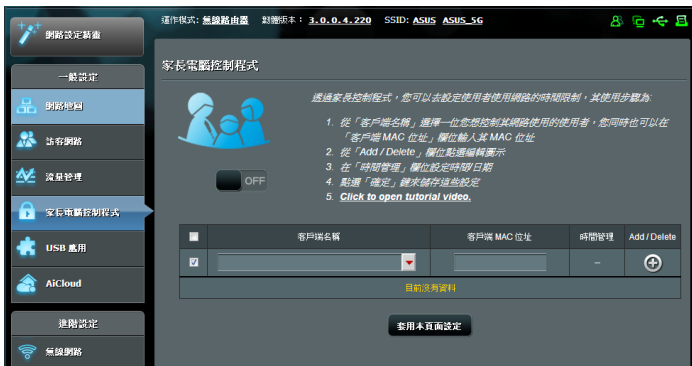 網路設定精靈
運作模式: 無線路由器 韌體版本: 3.0.0.4.220 SSID: ASUS ASUS_5G
一般設定
網路地圖
訪客網路
流量管理
家長電腦控制程式
USB 應用
AiCloud
進階設定
無線網路
家長電腦控制程式
透過家長控制程式,您可以去設定使用者使用網路的時間限制,其使用步驟為:
1. 從「客戶端名稱」選擇一位您想控制其網路使用的使用者,您同時也可以在
「客戶端 MAC 位址」欄位輸入其 MAC 位址
2. 從「Add / Delete」欄位點選編輯圖示
3. 在「時間管理」欄位設定時間/日期
4. 點選「確定」鍵來儲存這些設定
5. Click to open tutorial video.
OFF
客戶端名稱 客戶端 MAC 位址 時間管理 Add / Delete
–
目前沒有資料
套用本頁面設定